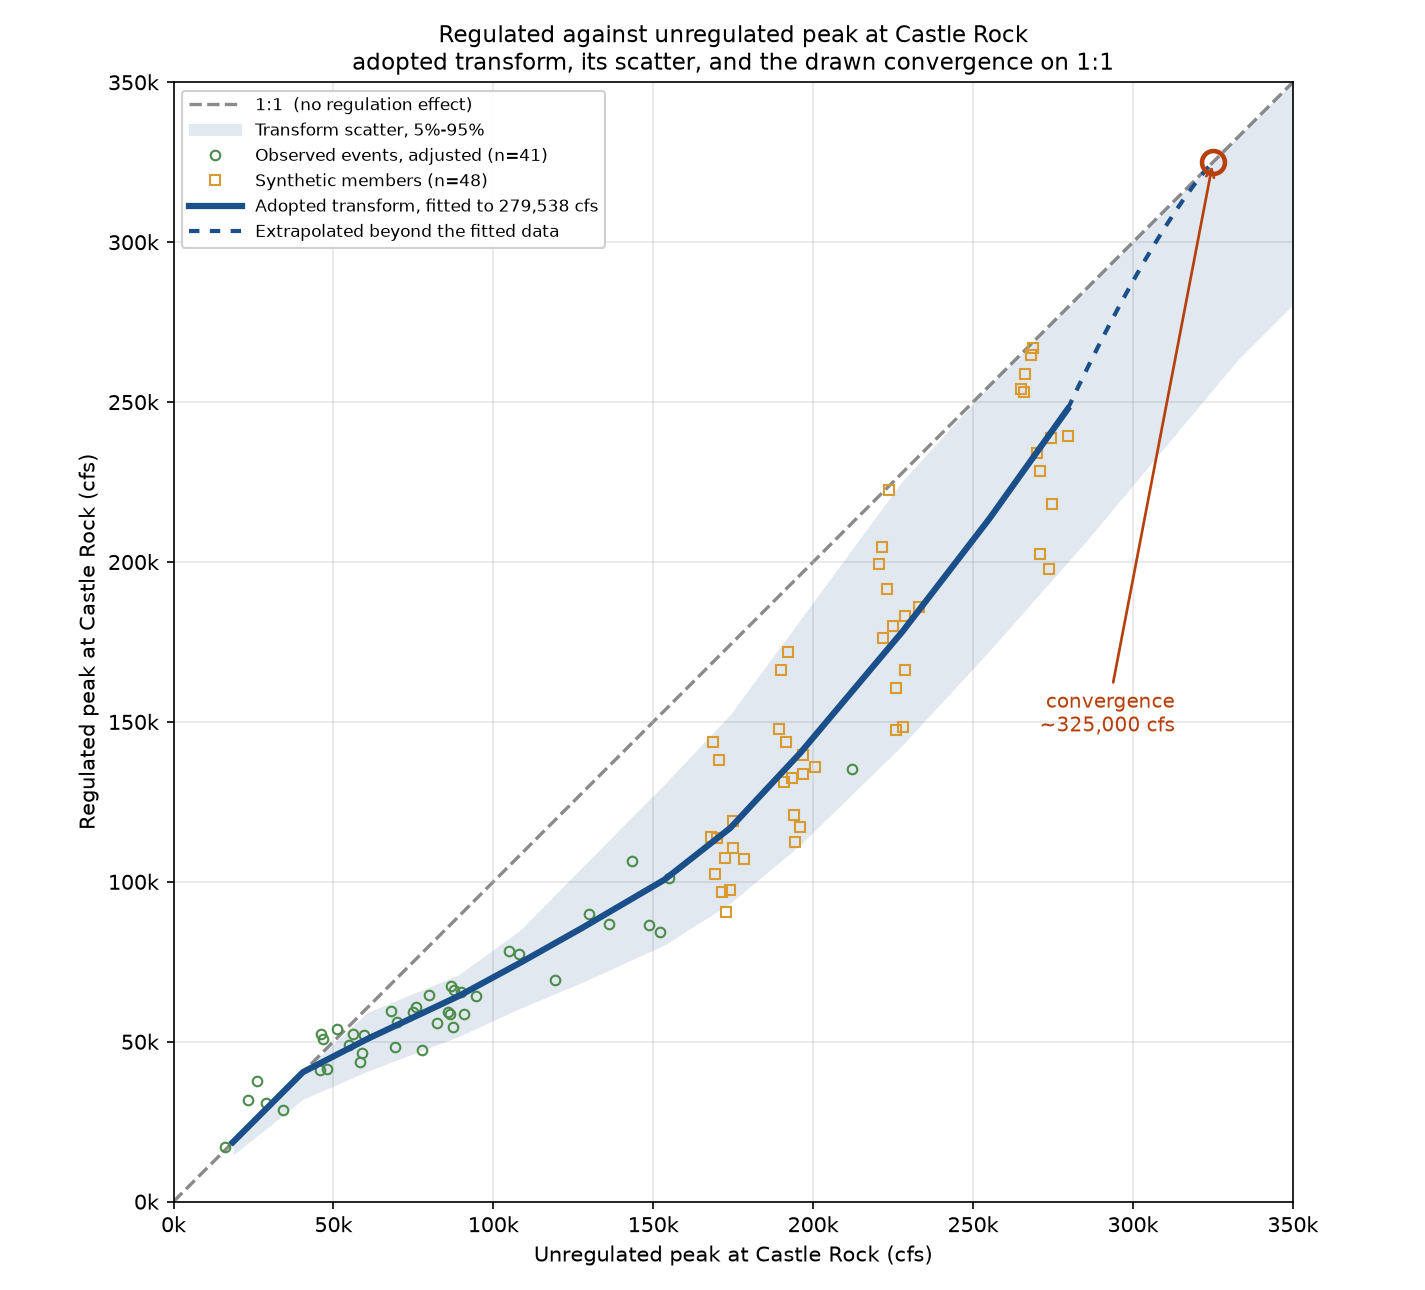 Regulated against unregulated peak at Castle Rock
adopted transform, its scatter, and the drawn convergence on 1:1
350k
300k
250k
200k
150k
100k
50k
0k
Regulated peak at Castle Rock (cfs)
1:1  (no regulation effect)
Transform scatter, 5%-95%
Observed events, adjusted (n=41)
Synthetic members (n=48)
Adopted transform, fitted to 279,538 cfs
Extrapolated beyond the fitted data
convergence
~325,000 cfs
0k 50k 100k 150k 200k 250k 300k 350k
Unregulated peak at Castle Rock (cfs)